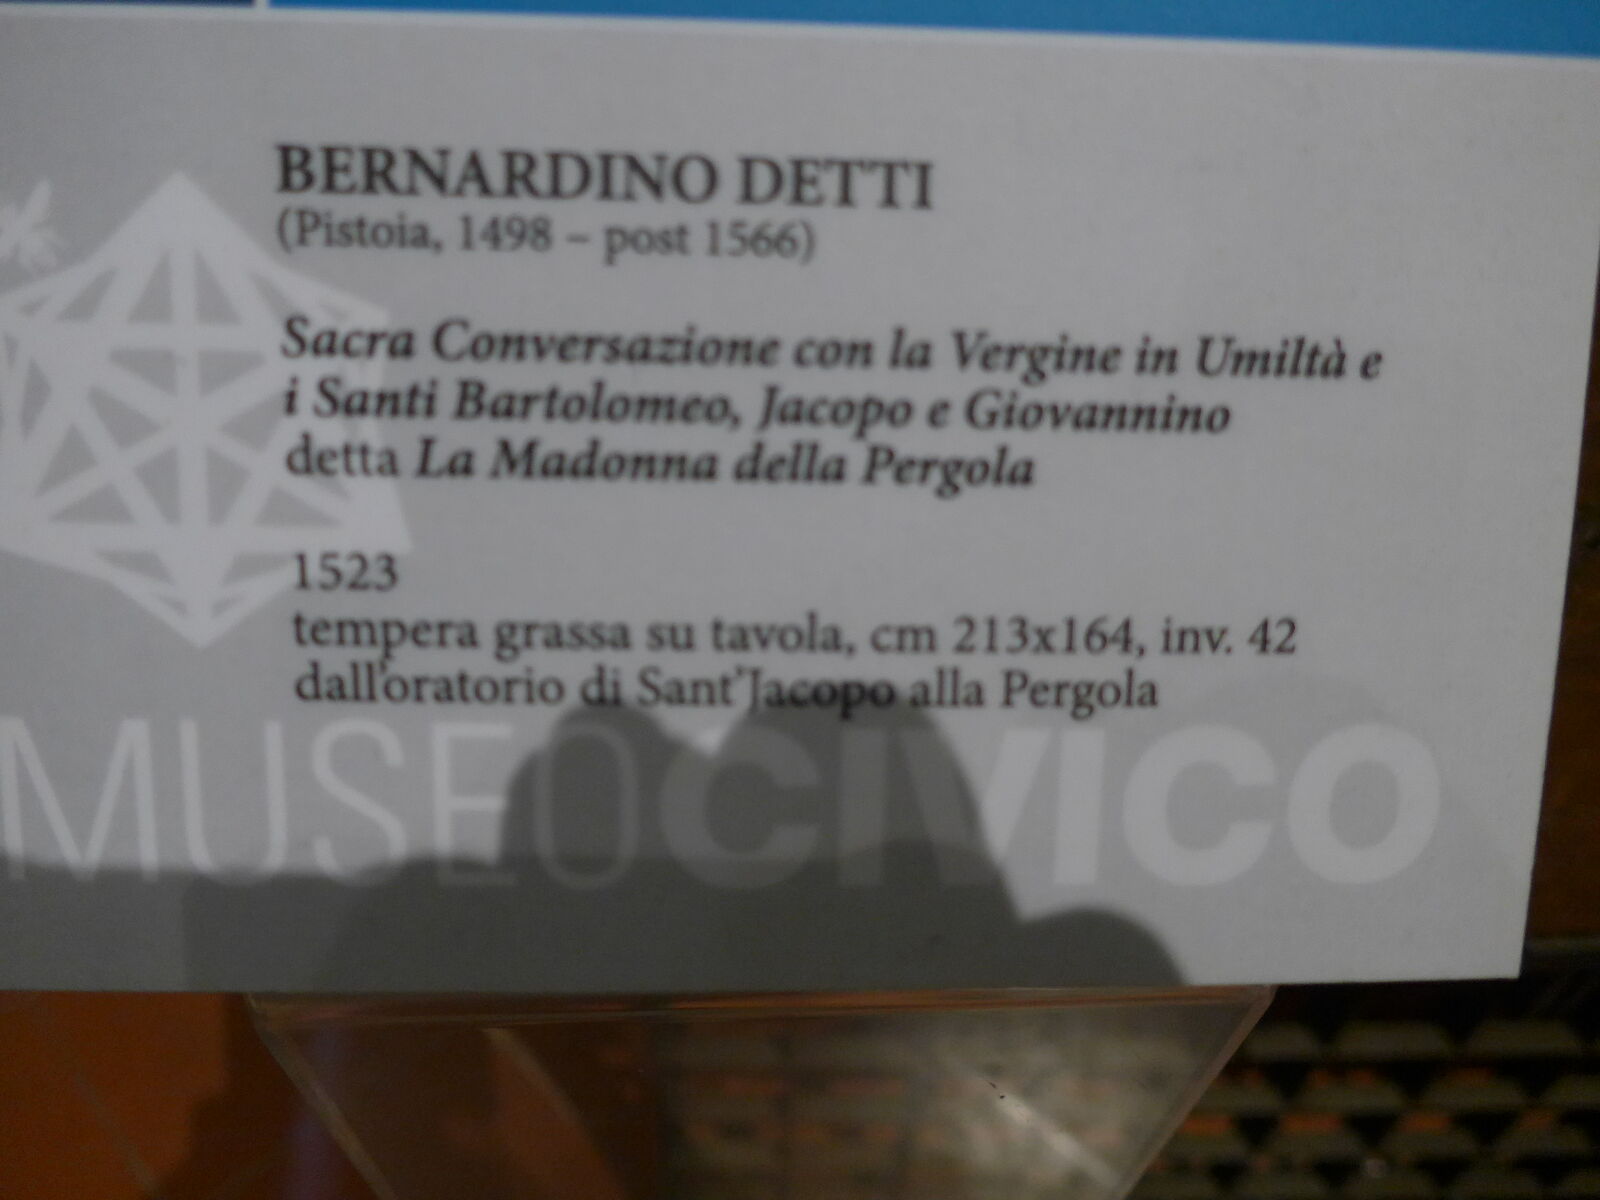 BERNARDINO DETTI
(Pistoia, 1498 – post 1566)
Sacra Conversazione con la Vergine in Umiltà e
i Santi Bartolomeo, Jacopo e Giovannino
detta La Madonna della Pergola
1523
tempera grassa su tavola, cm 213x164, inv. 42
dall'oratorio di Sant'Jacopo alla Pergola
MUSEOCIVICO